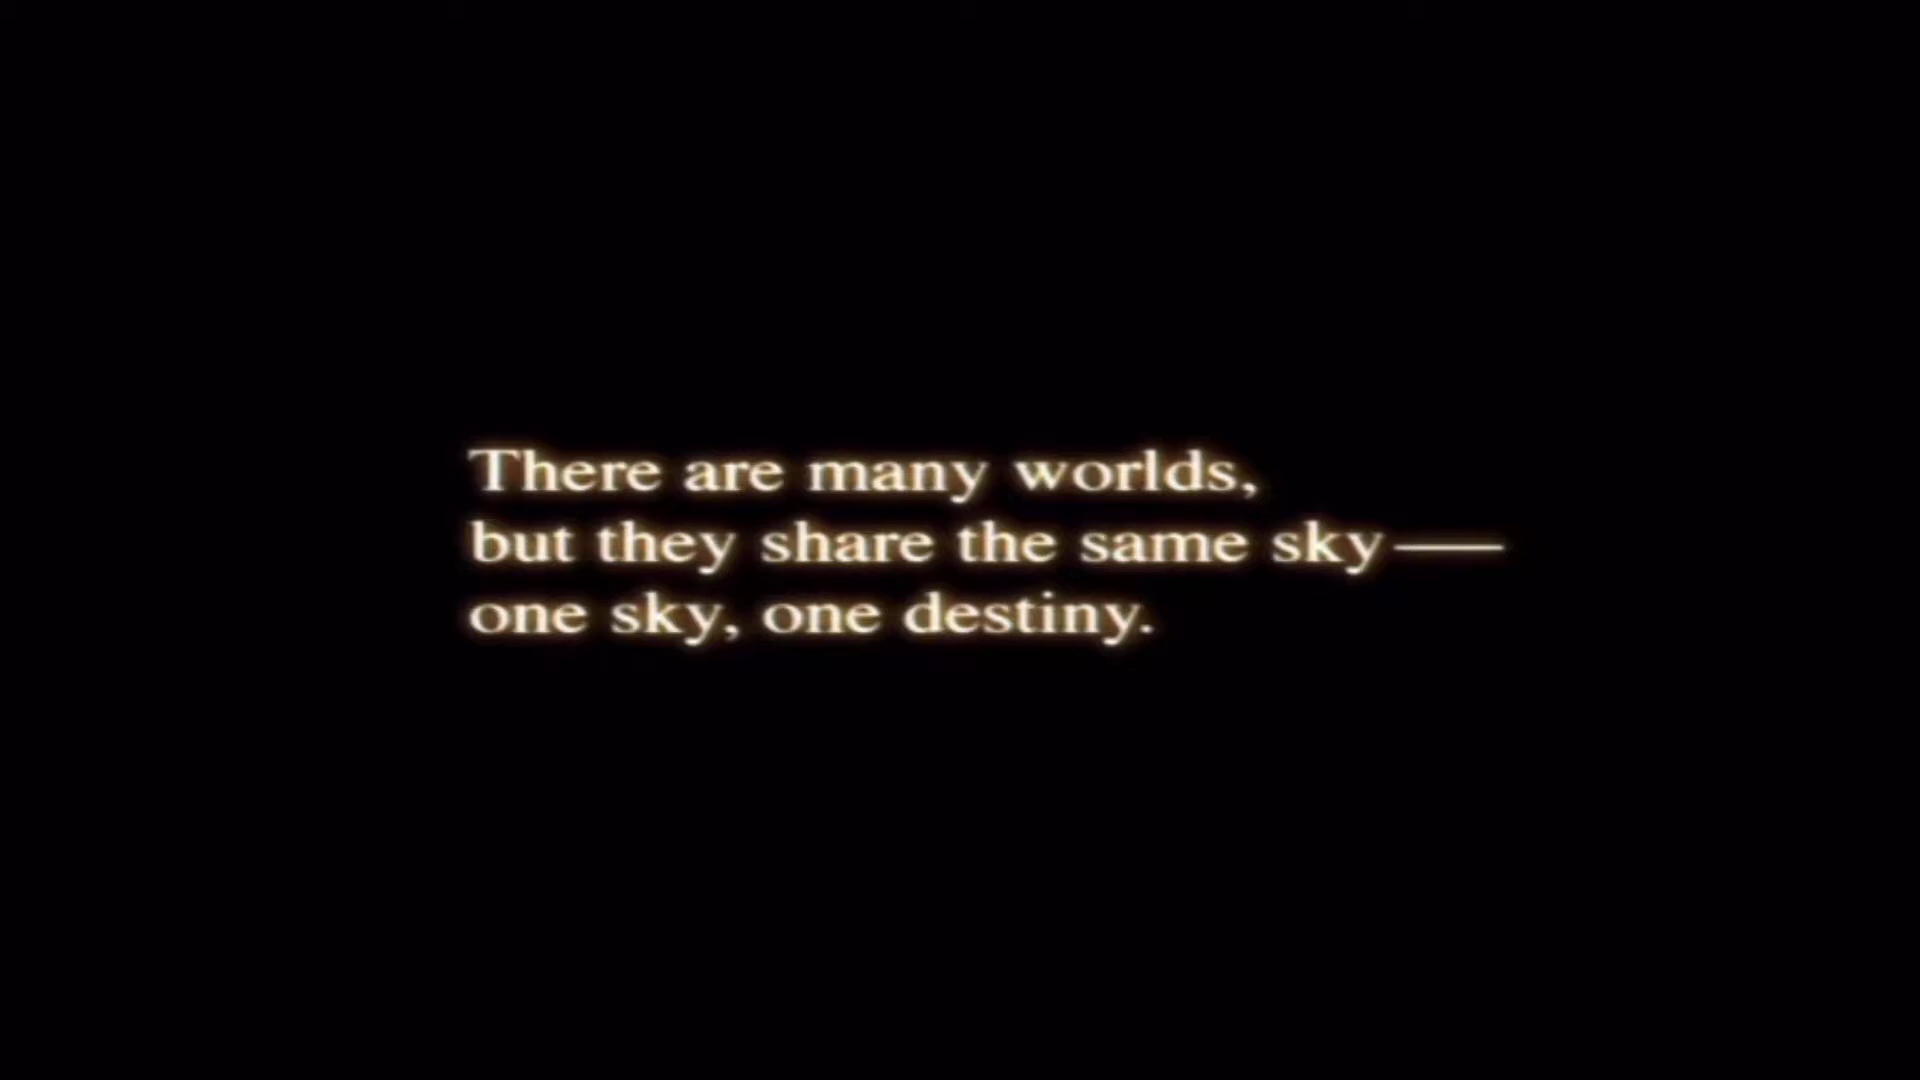 There are many worlds,
but they share the same sky—
one sky, one destiny.